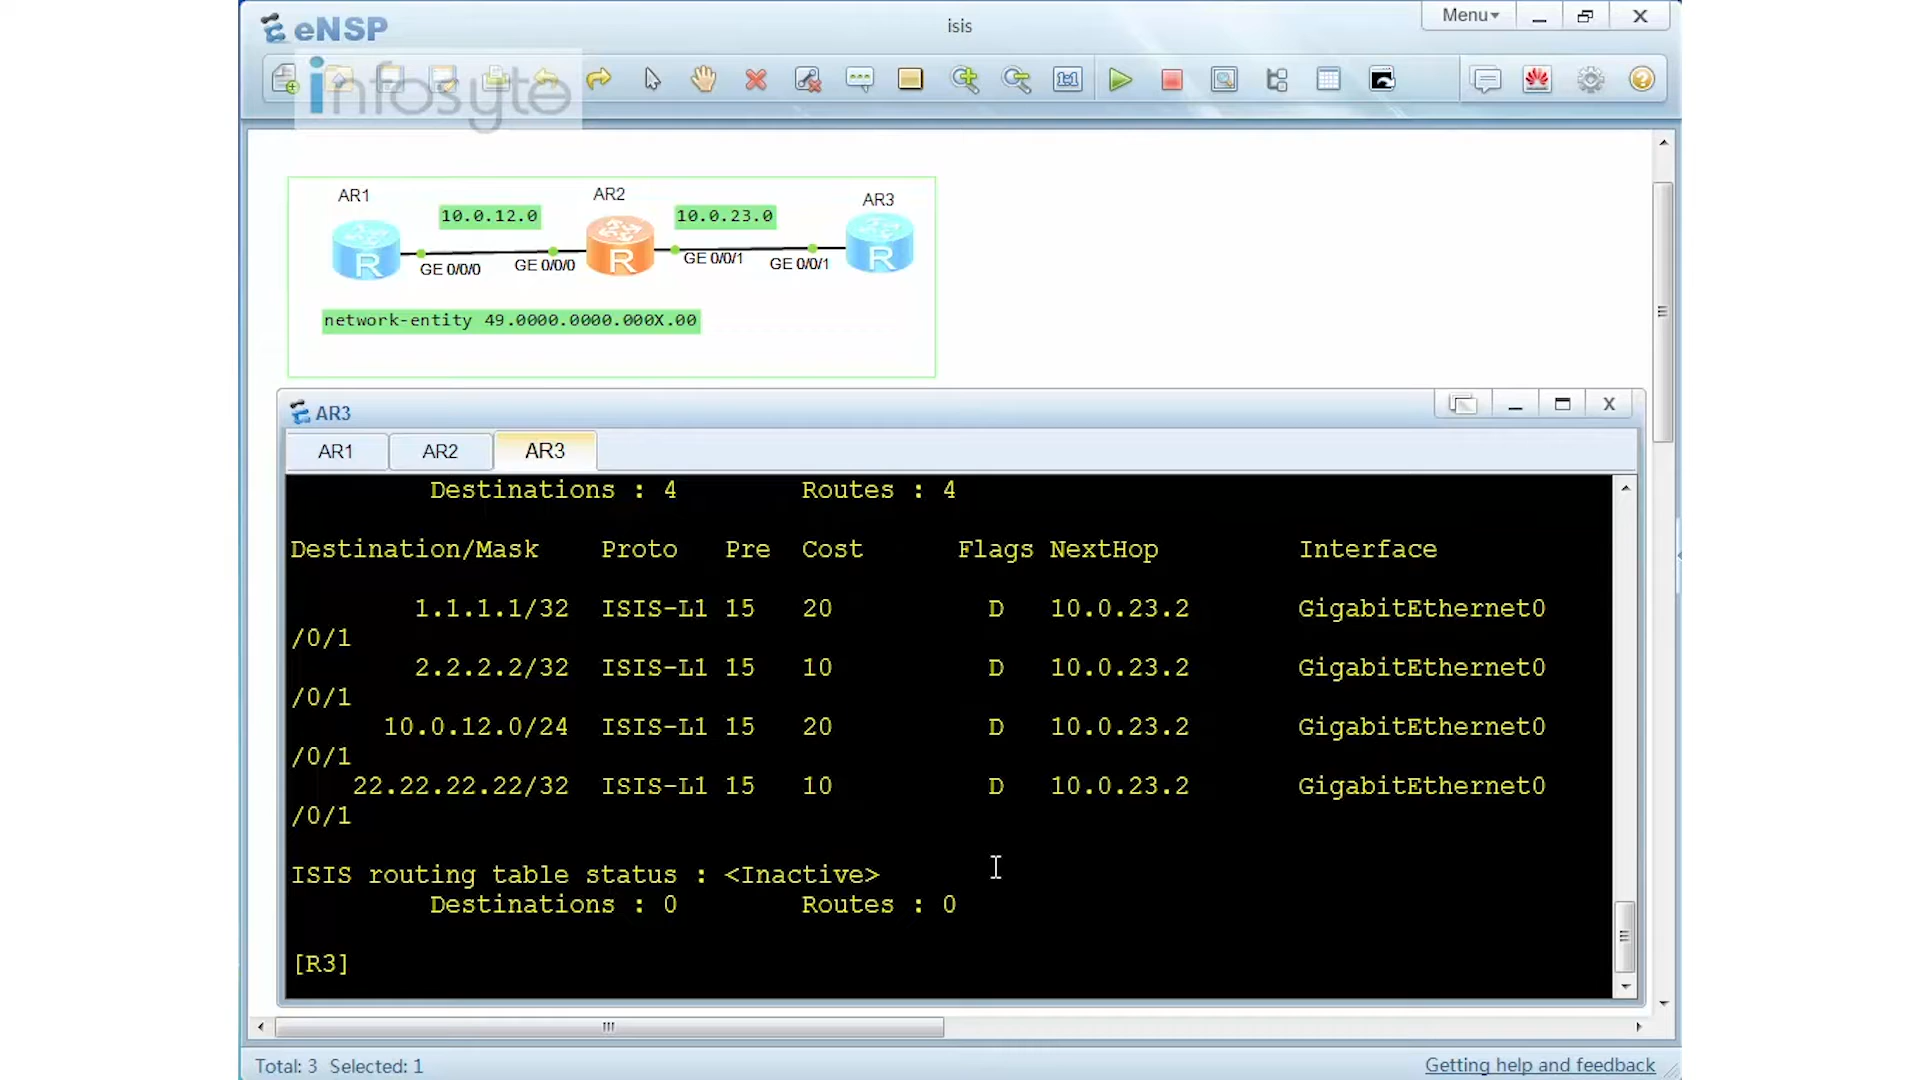 eNSP
isis
Menu
infosyte
1:1
AR1
AR2
AR3
10.0.12.0
10.0.23.0
R
R
R
GE 0/0/0
GE 0/0/0
GE 0/0/1
GE 0/0/1
network-entity 49.0000.0000.000X.00
AR3
AR1 AR2 AR3
Destinations : 4 Routes : 4
Destination/Mask Proto Pre Cost Flags NextHop Interface
1.1.1.1/32 ISIS-L1 15 20 D 10.0.23.2 GigabitEthernet0
/0/1
2.2.2.2/32 ISIS-L1 15 10 D 10.0.23.2 GigabitEthernet0
/0/1
10.0.12.0/24 ISIS-L1 15 20 D 10.0.23.2 GigabitEthernet0
/0/1
22.22.22.22/32 ISIS-L1 15 10 D 10.0.23.2 GigabitEthernet0
/0/1
ISIS routing table status : <Inactive>
Destinations : 0 Routes : 0
[R3]
Total: 3 Selected: 1
Getting help and feedback